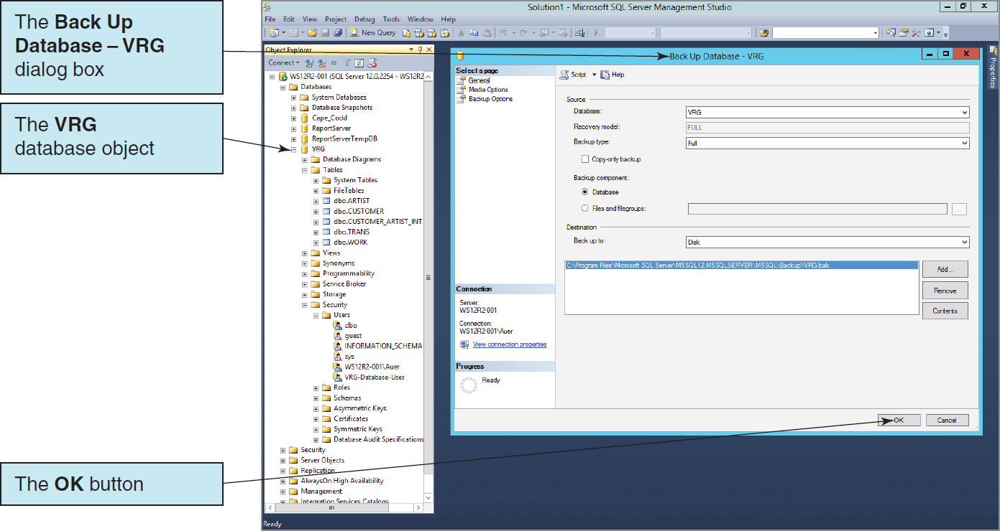 The Back Up
Database – VRG
dialog box
The VRG
database object
The OK button
Solution1 - Microsoft SQL Server Management Studio
File Edit View Project Debug Tools Window Help
New Query
Object Explorer
Connect
WS12R2-001 (SQL Server 12.0.2254 - WS12R2
Databases
System Databases
Database Snapshots
Cape_Codd
ReportServer
ReportServerTempDB
VRG
Database Diagrams
Tables
System Tables
FileTables
dbo.ARTIST
dbo.CUSTOMER
dbo.CUSTOMER_ARTIST_INT
dbo.TRANS
dbo.WORK
Views
Synonyms
Programmability
Service Broker
Storage
Security
Users
dbo
guest
INFORMATION_SCHEMA
sys
WS12R2-001\Auer
VRG-Database-User
Roles
Schemas
Asymmetric Keys
Certificates
Symmetric Keys
Database Audit Specifications
Security
Server Objects
Replication
AlwaysOn High Availability
Management
Integration Services Catalogs
Ready
Back Up Database - VRG
Select a page
General
Media Options
Backup Options
Script Help
Source
Database: VRG
Recovery model: FULL
Backup type: Full
Copy-only backup
Backup component:
Database
Files and filegroups: ...
Destination
Back up to: Disk
C:\Program Files\Microsoft SQL Server\MSSQL12.MSSQLSERVER\MSSQL\Backup\VRG.bak
Add...
Remove
Contents
Connection
Server:
WS12R2-001
Connection:
WS12R2-001\Auer
View connection properties
Progress
Ready
OK Cancel
Properties